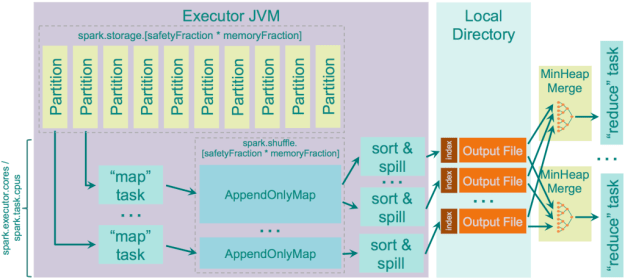 Executor JVM
spark.storage.[safetyFraction * memoryFraction]
Partition
Partition
Partition
Partition
Partition
Partition
Partition
Partition
Partition
Partition
spark.executor.cores /
spark.task.cpus
"map"
task
...
"map"
task
spark.shuffle.
[safetyFraction * memoryFraction]
AppendOnlyMap
...
AppendOnlyMap
sort &
spill
...
sort &
spill
sort &
spill
Local
Directory
index
Output File
index
Output File
index
Output File
MinHeap
Merge
MinHeap
Merge
"reduce" task
...
"reduce" task